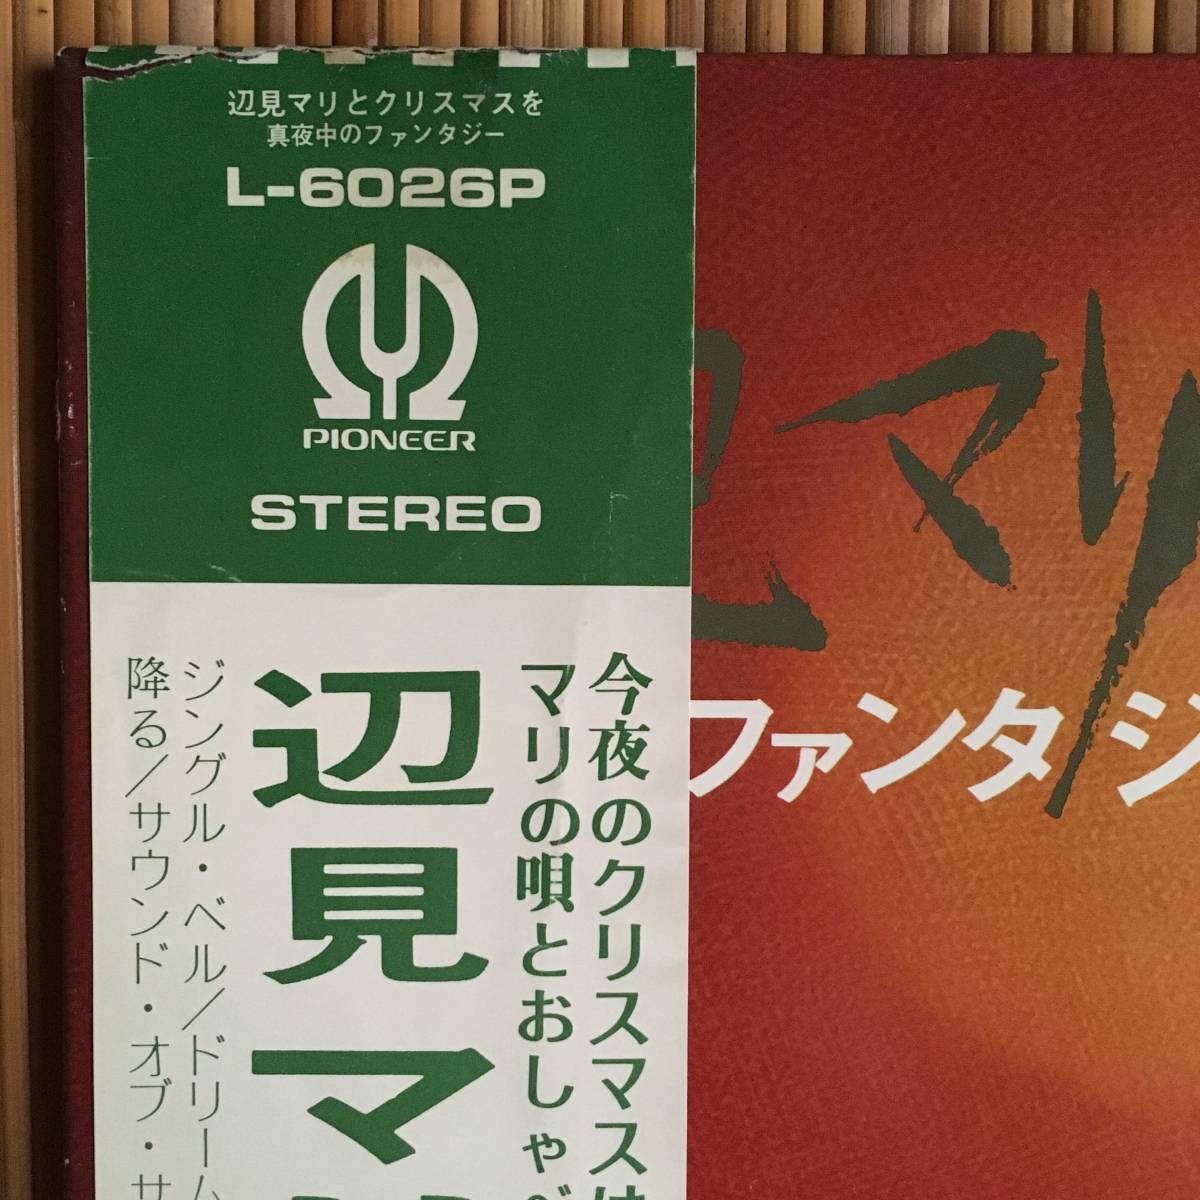 辺見マリとクリスマスを
真夜中のファンタジー
L-6026P
PIONEER
STEREO
今夜のクリスマスは
マリの唄とおしゃべ
辺見マ
ジングル・ベル/ドリーム
降る/サウンド・オブ・サ
見マリ
ファンタジ